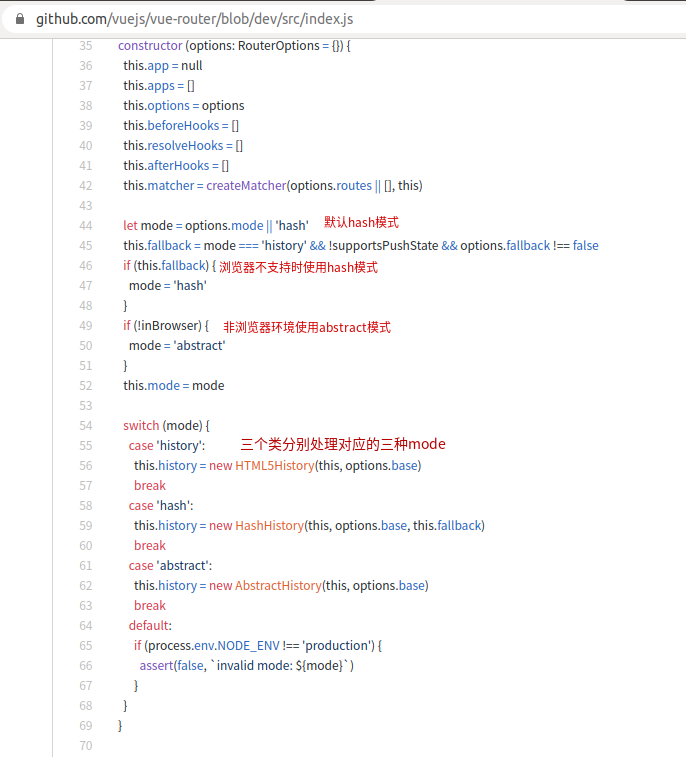 github.com/vuejs/vue-router/blob/dev/src/index.js
35 constructor (options: RouterOptions = {}) {
36 this.app = null
37 this.apps = []
38 this.options = options
39 this.beforeHooks = []
40 this.resolveHooks = []
41 this.afterHooks = []
42 this.matcher = createMatcher(options.routes || [], this)
43
44 let mode = options.mode || 'hash' 默认hash模式
45 this.fallback = mode === 'history' && !supportsPushState && options.fallback !== false
46 if (this.fallback) { 浏览器不支持时使用hash模式
47 mode = 'hash'
48 }
49 if (!inBrowser) { 非浏览器环境使用abstract模式
50 mode = 'abstract'
51 }
52 this.mode = mode
53
54 switch (mode) {
55 case 'history': 三个类分别处理对应的三种mode
56 this.history = new HTML5History(this, options.base)
57 break
58 case 'hash':
59 this.history = new HashHistory(this, options.base, this.fallback)
60 break
61 case 'abstract':
62 this.history = new AbstractHistory(this, options.base)
63 break
64 default:
65 if (process.env.NODE_ENV !== 'production') {
66 assert(false, `invalid mode: ${mode}`)
67 }
68 }
69 }
70